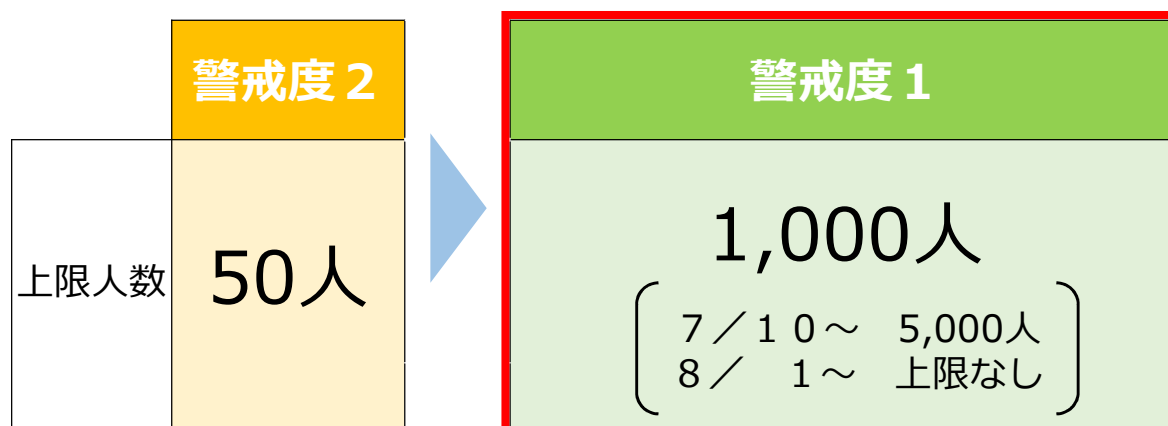 警戒度２
警戒度１
上限人数
50人
1,000人
７／１０～　5,000人
８／　１～　上限なし